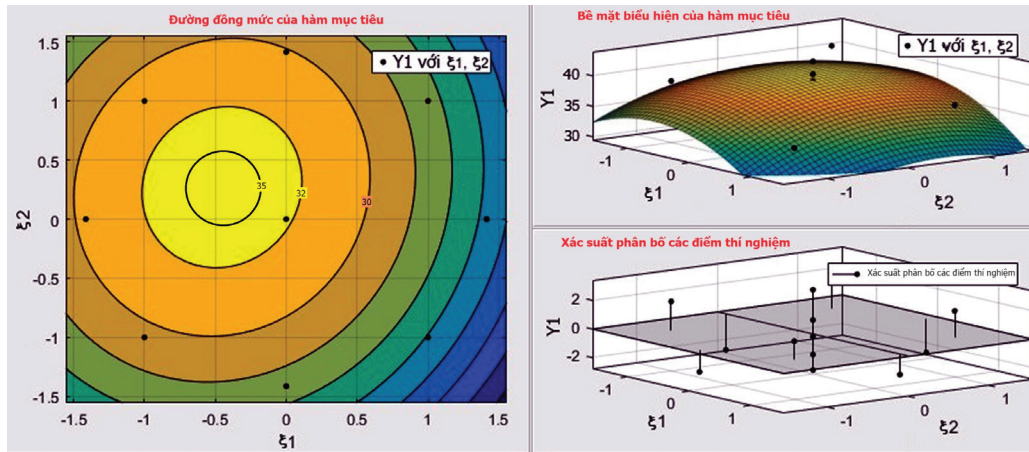 Đường đồng mức của hàm mục tiêu
1.5
1
0.5
0
-0.5
-1
-1.5
ξ2
Y1 với ξ1, ξ2
35
32
30
-1.5
-1
-0.5
0
0.5
1
1.5
ξ1
Bề mặt biểu hiện của hàm mục tiêu
Y1 với ξ1, ξ2
40
35
30
Y1
-1
0
1
ξ1
-1
0
1
ξ2
Xác suất phân bố các điểm thí nghiệm
Xác suất phân bố các điểm thí nghiệm
2
0
-2
Y1
-1
0
1
ξ1
-1
0
1
ξ2